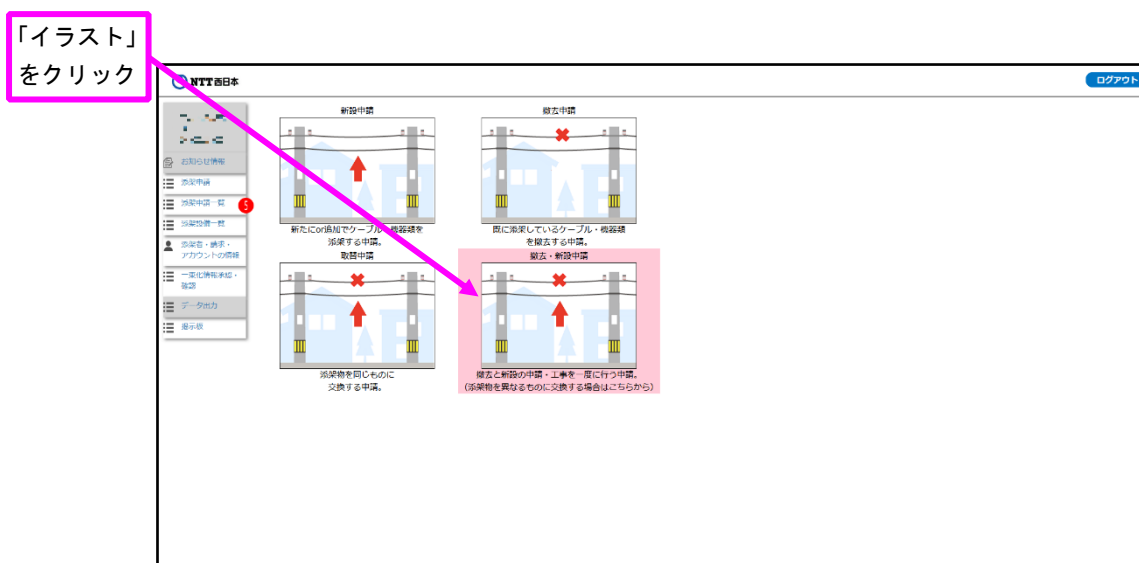 「イラスト」
をクリック
NTT西日本
ログアウト
お知らせ情報
添架申請
添架申請一覧
5
添架設備一覧
添架者・請求・
アカウントの情報
一束化情報承認・
確認
データ出力
掲示板
新設申請
新たにor追加でケーブル・機器類を
添架する申請。
撤去申請
既に添架しているケーブル・機器類
を撤去する申請。
取替申請
添架物を同じものに
交換する申請。
撤去・新設申請
撤去と新設の申請・工事を一度に行う申請。
(添架物を異なるものに交換する場合はこちらから)